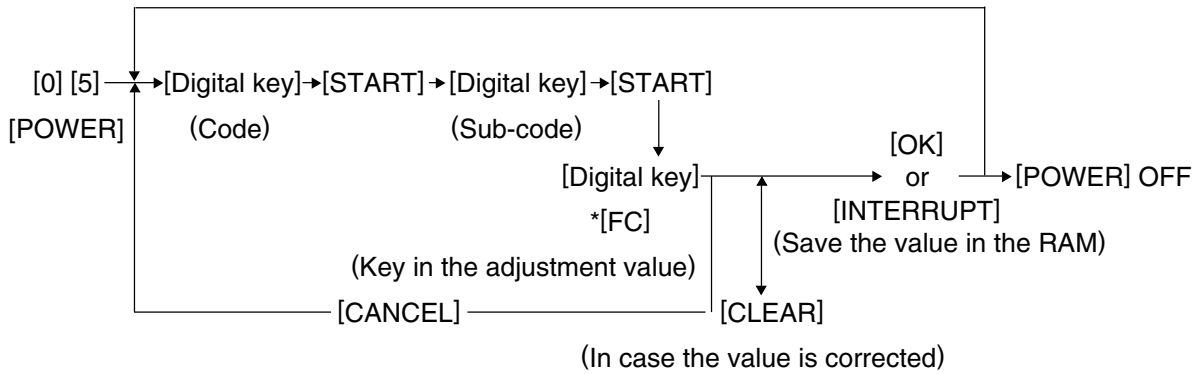 [0] [5] [Digital key] [START] [Digital key] [START]
[POWER] (Code) (Sub-code)
[OK]
[Digital key] or [POWER] OFF
*[FC] [INTERRUPT]
(Save the value in the RAM)
(Key in the adjustment value)
[CANCEL] [CLEAR]
(In case the value is corrected)